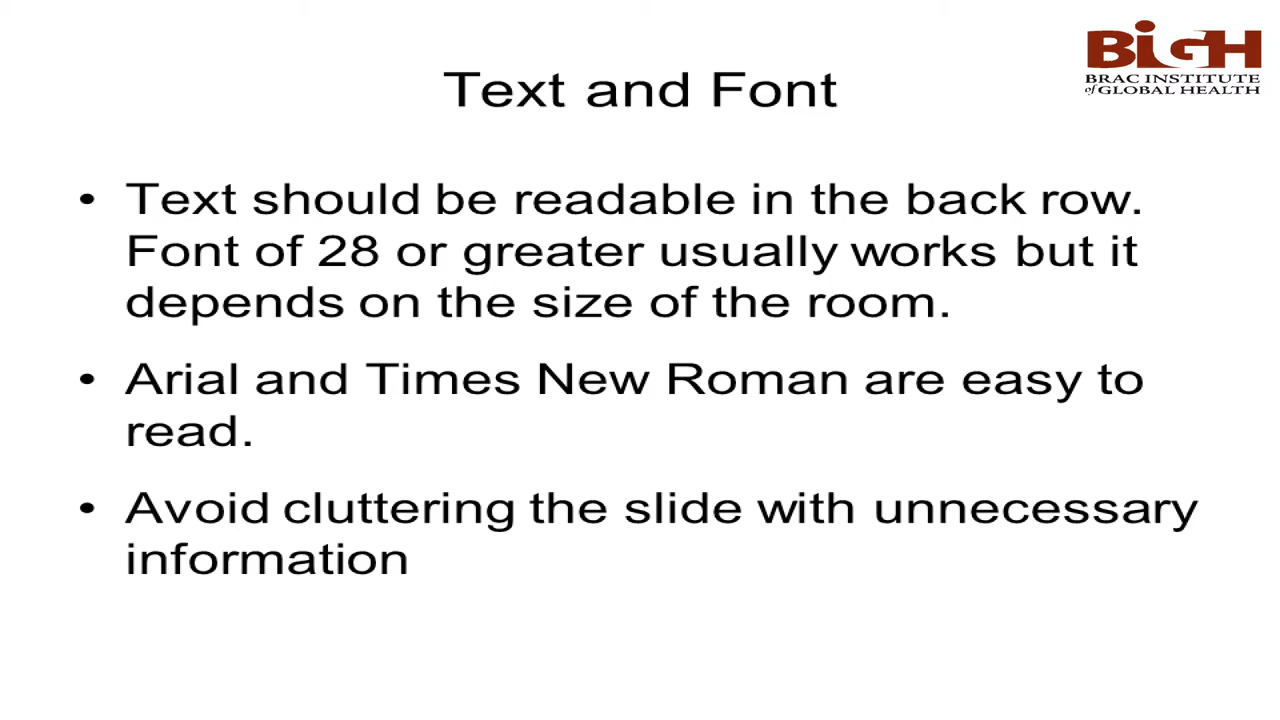 BIGH
BRAC INSTITUTE
of GLOBAL HEALTH
Text and Font
• Text should be readable in the back row.
Font of 28 or greater usually works but it
depends on the size of the room.
• Arial and Times New Roman are easy to
read.
• Avoid cluttering the slide with unnecessary
information